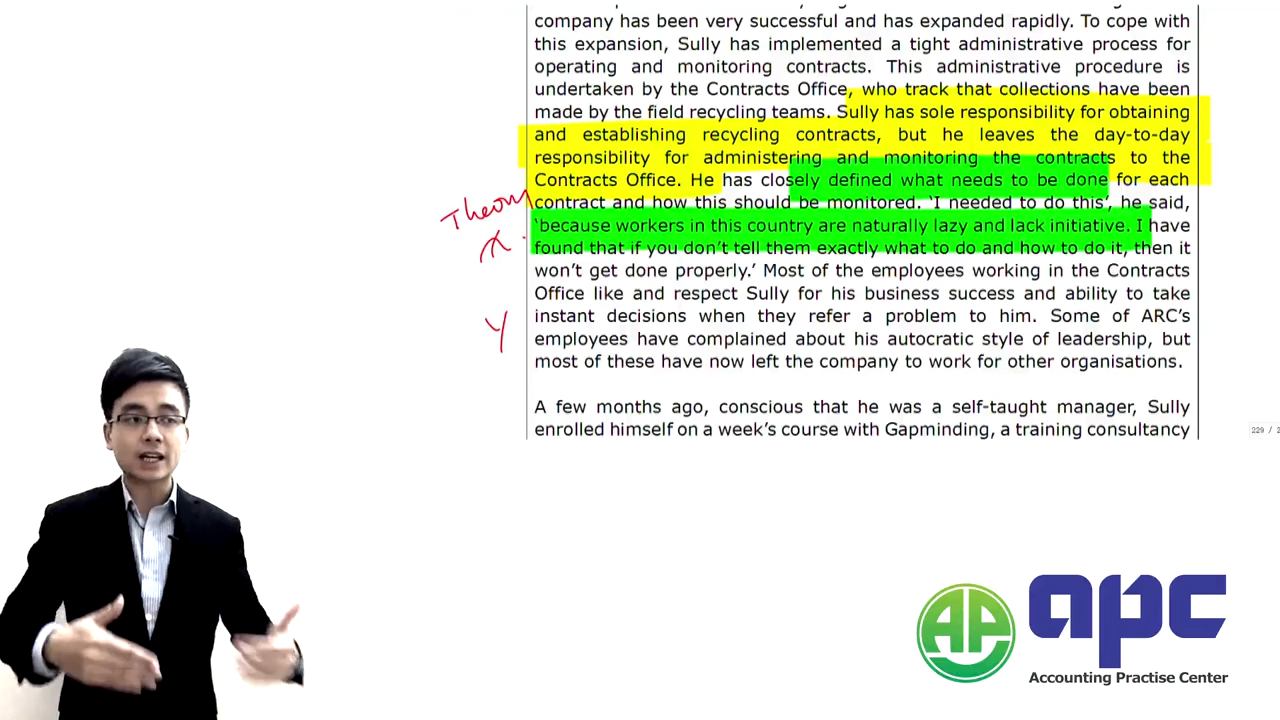 company has been very successful and has expanded rapidly. To cope with
this expansion, Sully has implemented a tight administrative process for
operating and monitoring contracts. This administrative procedure is
undertaken by the Contracts Office, who track that collections have been
made by the field recycling teams. Sully has sole responsibility for obtaining
and establishing recycling contracts, but he leaves the day-to-day
responsibility for administering and monitoring the contracts to the
Contracts Office. He has closely defined what needs to be done for each
contract and how this should be monitored. ‘I needed to do this’, he said,
‘because workers in this country are naturally lazy and lack initiative. I have
found that if you don’t tell them exactly what to do and how to do it, then it
won’t get done properly.’ Most of the employees working in the Contracts
Office like and respect Sully for his business success and ability to take
instant decisions when they refer a problem to him. Some of ARC’s
employees have complained about his autocratic style of leadership, but
most of these have now left the company to work for other organisations.
A few months ago, conscious that he was a self-taught manager, Sully
enrolled himself on a week’s course with Gapminding, a training consultancy
Theory
X
Y
229 / 2
AP
apc
Accounting Practise Center